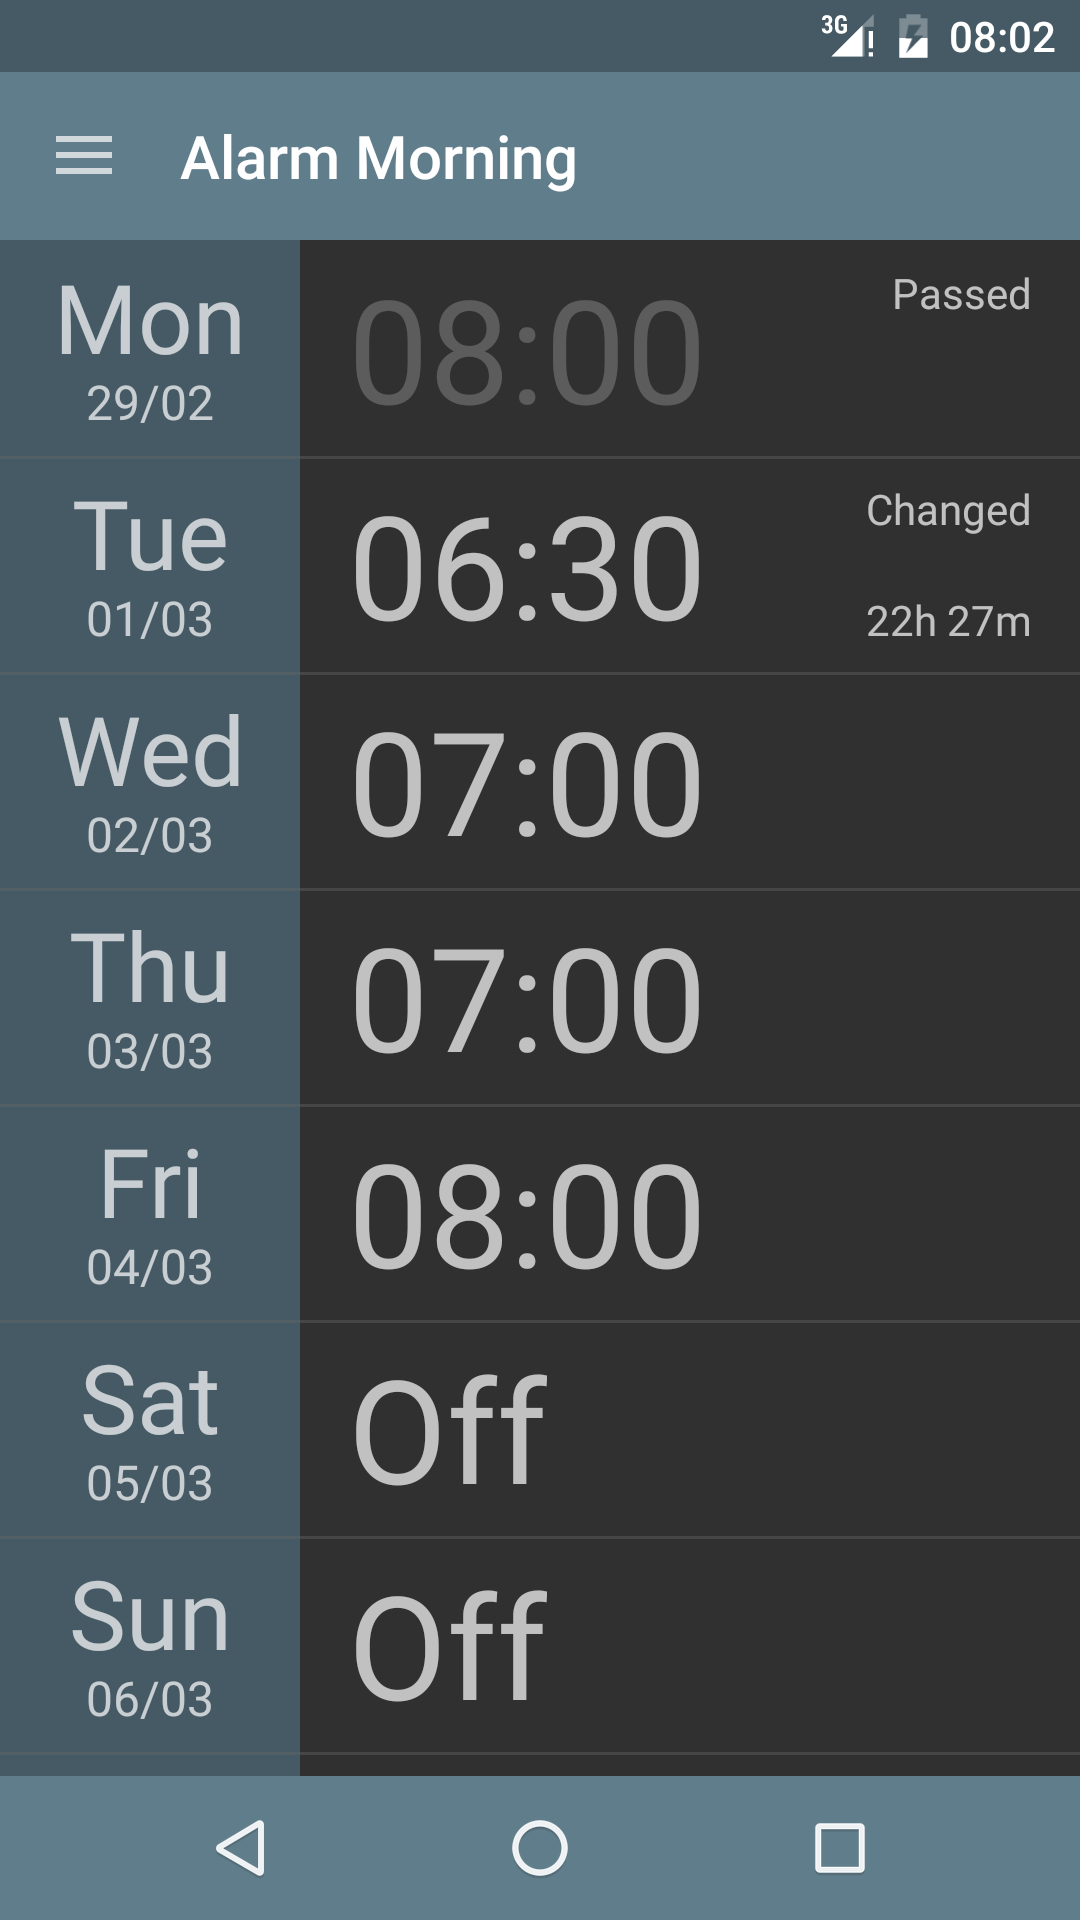 3G 08:02
Alarm Morning
Mon
29/02
08:00
Passed
Tue
01/03
06:30
Changed
22h 27m
Wed
02/03
07:00
Thu
03/03
07:00
Fri
04/03
08:00
Sat
05/03
Off
Sun
06/03
Off